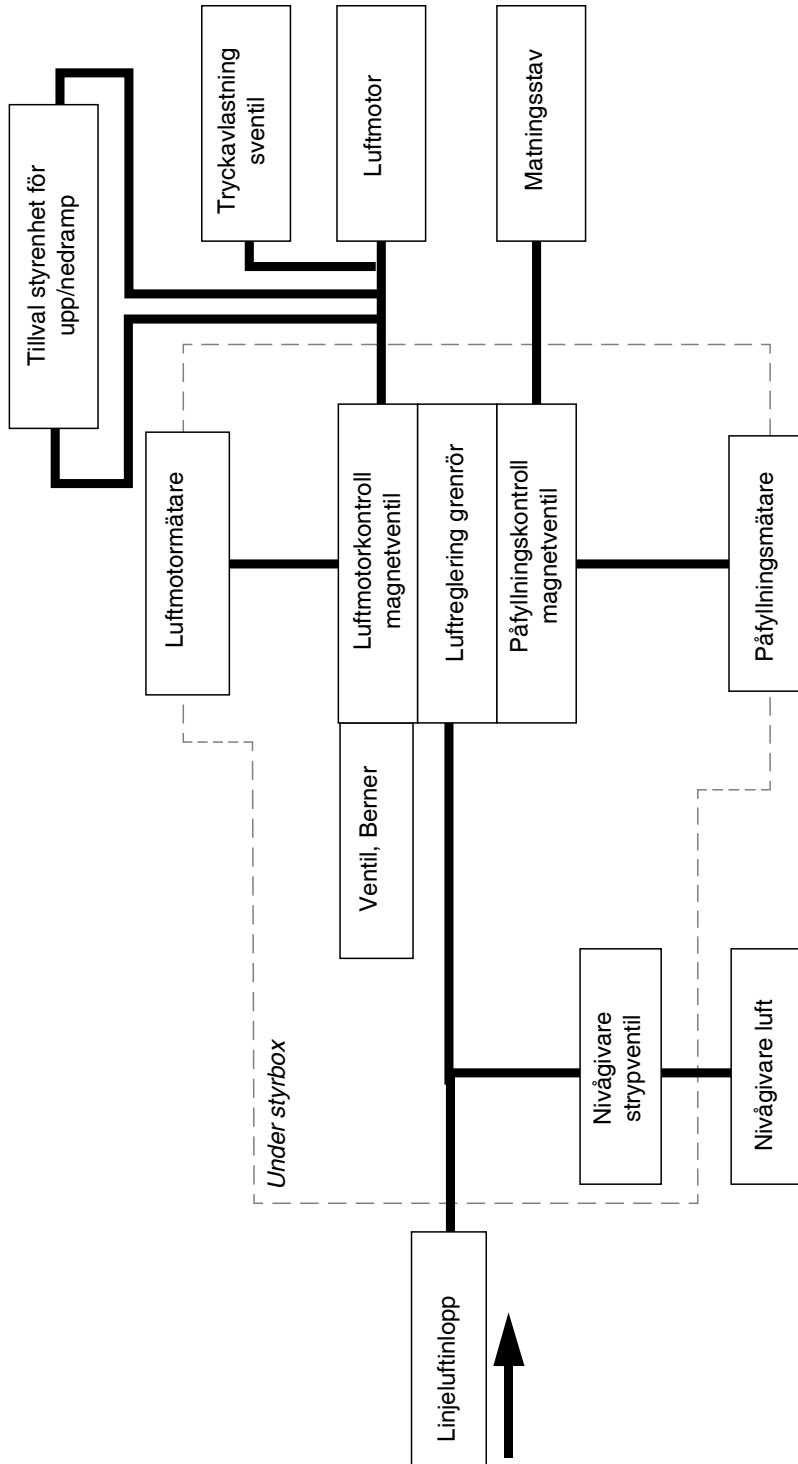 Tillval styrenhet för
upp/nedramp
Luftmotormätare
Tryckavlastning
sventil
Luftmotorkontroll
magnetventil
Luftmotor
Ventil, Berner
Luftreglering grenrör
Påfyllningskontroll
magnetventil
Matningsstav
Under styrbox
Linjeluftinlopp
Nivågivare
strypventil
Nivågivare luft
Påfyllningsmätare